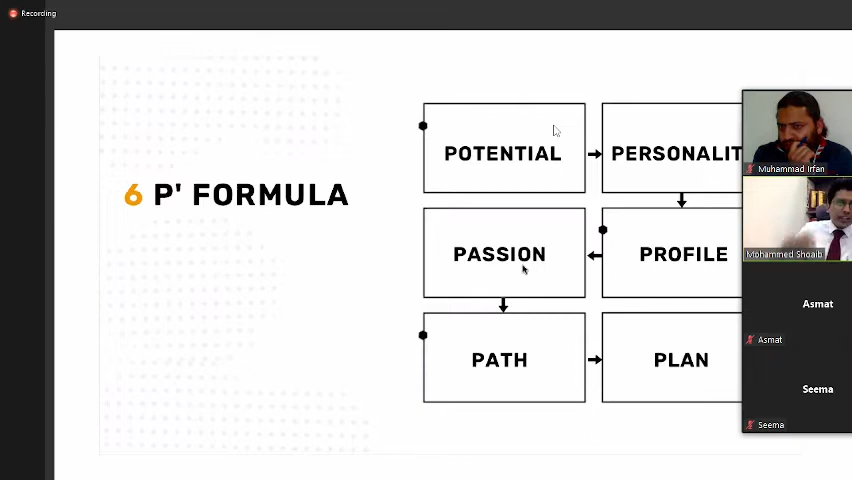 Recording
6 P' FORMULA
POTENTIAL
PERSONALIT
PASSION
PROFILE
PATH
PLAN
Muhammad Irfan
Mohammed Shoaib
Asmat
Asmat
Seema
Seema